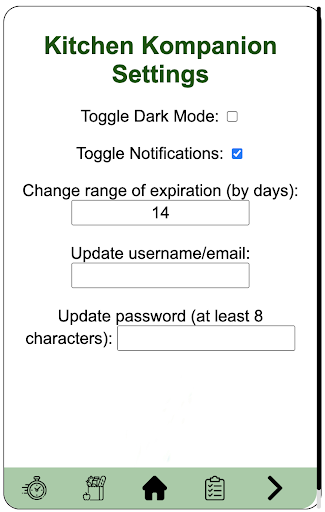 Kitchen Kompanion
Settings
Toggle Dark Mode:
Toggle Notifications:
Change range of expiration (by days):
14
Update username/email:
Update password (at least 8
characters):